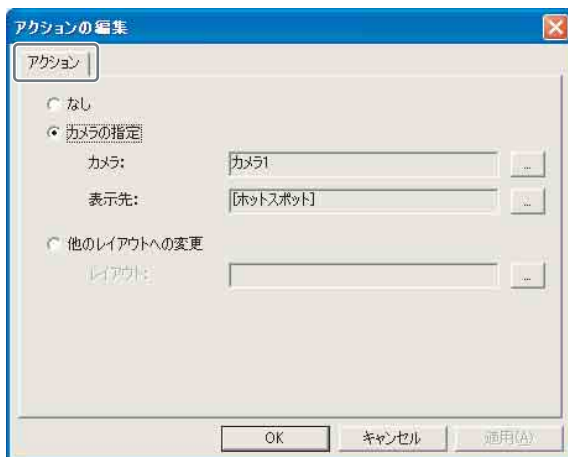 アクションの編集
アクション
なし
カメラの指定
カメラ: カメラ1 ...
表示先: [ホットスポット] ...
他のレイアウトへの変更
レイアウト: ...
OK キャンセル 適用(A)